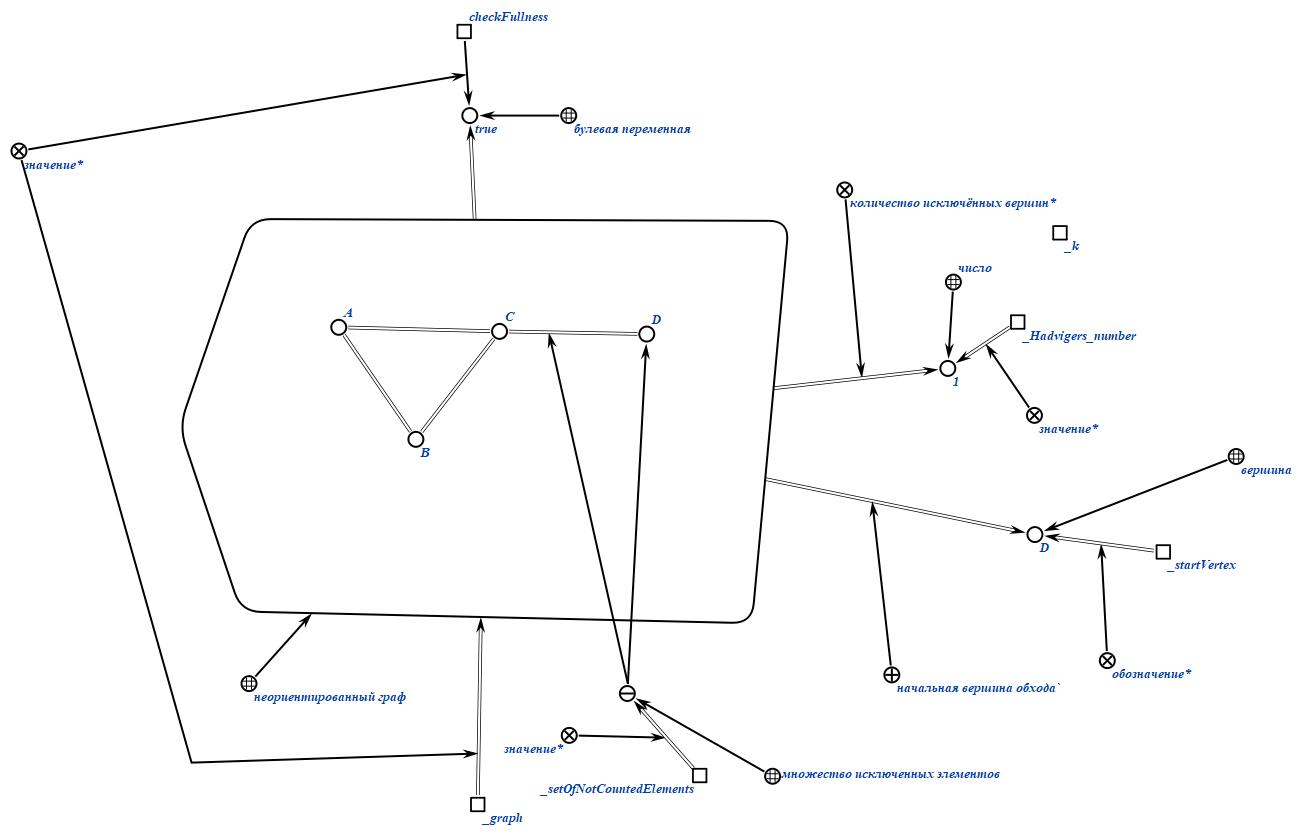 checkFullness
true
булевая переменная
значение*
количество исключённых вершин*
_k
число
_Hadvigers_number
1
значение*
A
C
D
B
вершина
D
_startVertex
обозначение*
начальная вершина обхода`
неориентированный граф
значение*
множество исключенных элементов
_setOfNotCountedElements
_graph